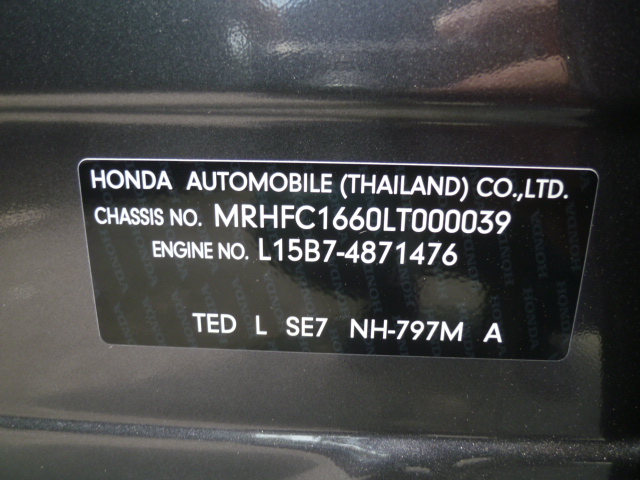 HONDA AUTOMOBILE (THAILAND) CO.,LTD.
CHASSIS NO. MRHFC1660LT000039
ENGINE NO. L15B7-4871476
TED L SE7 NH-797M A